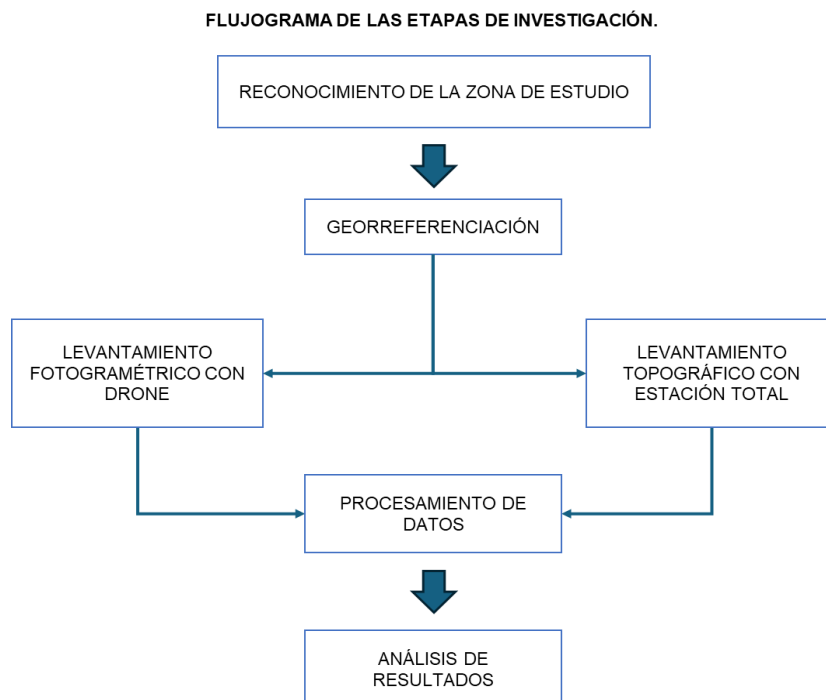 FLUJOGRAMA DE LAS ETAPAS DE INVESTIGACIÓN.
RECONOCIMIENTO DE LA ZONA DE ESTUDIO
GEORREFERENCIACIÓN
LEVANTAMIENTO
FOTOGRAMÉTRICO CON
DRONE
LEVANTAMIENTO
TOPOGRÁFICO CON
ESTACIÓN TOTAL
PROCESAMIENTO DE
DATOS
ANÁLISIS DE
RESULTADOS